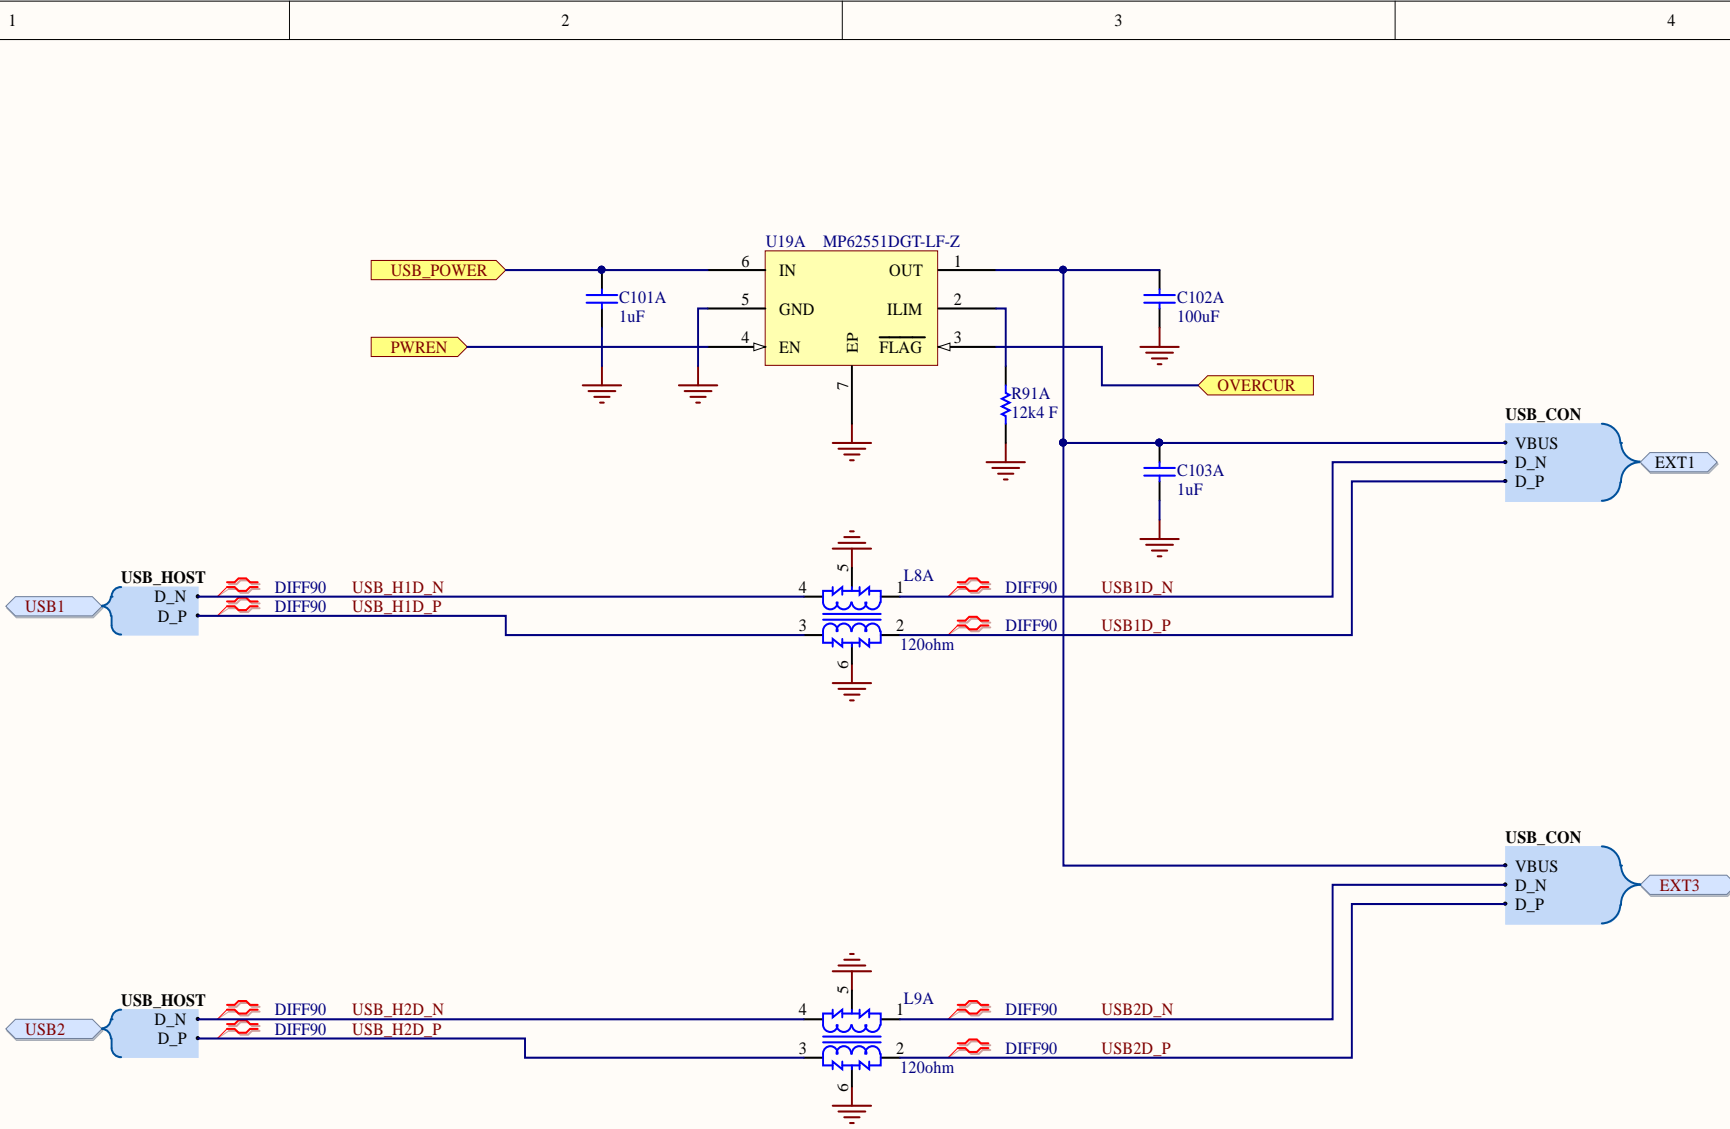 1 2 3 4
U19A MP62551DGT-LF-Z
USB_POWER 6 IN OUT 1
C101A
1uF
5 GND ILIM 2
C102A
100uF
PWREN 4 EN EP FLAG 3
7
OVERCUR
R91A
12k4 F
USB_CON
VBUS
D_N
D_P
EXT1
C103A
1uF
USB_HOST
USB1
D_N DIFF90 USB_H1D_N 4 5 1 L8A DIFF90 USB1D_N
D_P DIFF90 USB_H1D_P 3 6 2 120ohm DIFF90 USB1D_P
USB_CON
VBUS
D_N
D_P
EXT3
USB_HOST
USB2
D_N DIFF90 USB_H2D_N 4 5 1 L9A DIFF90 USB2D_N
D_P DIFF90 USB_H2D_P 3 6 2 120ohm DIFF90 USB2D_P